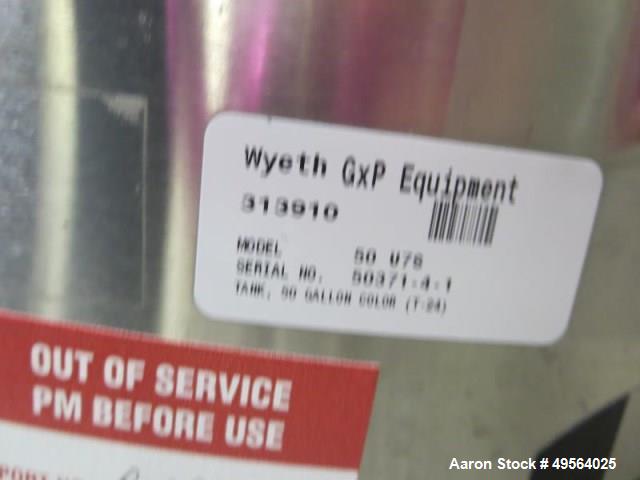 Wyeth GxP Equipment
313910
MODEL 50 U78
SERIAL NO. 50371-4-1
TANK, 50 GALLON COLOR (T-24)
OUT OF SERVICE
PM BEFORE USE
Aaron Stock # 49564025